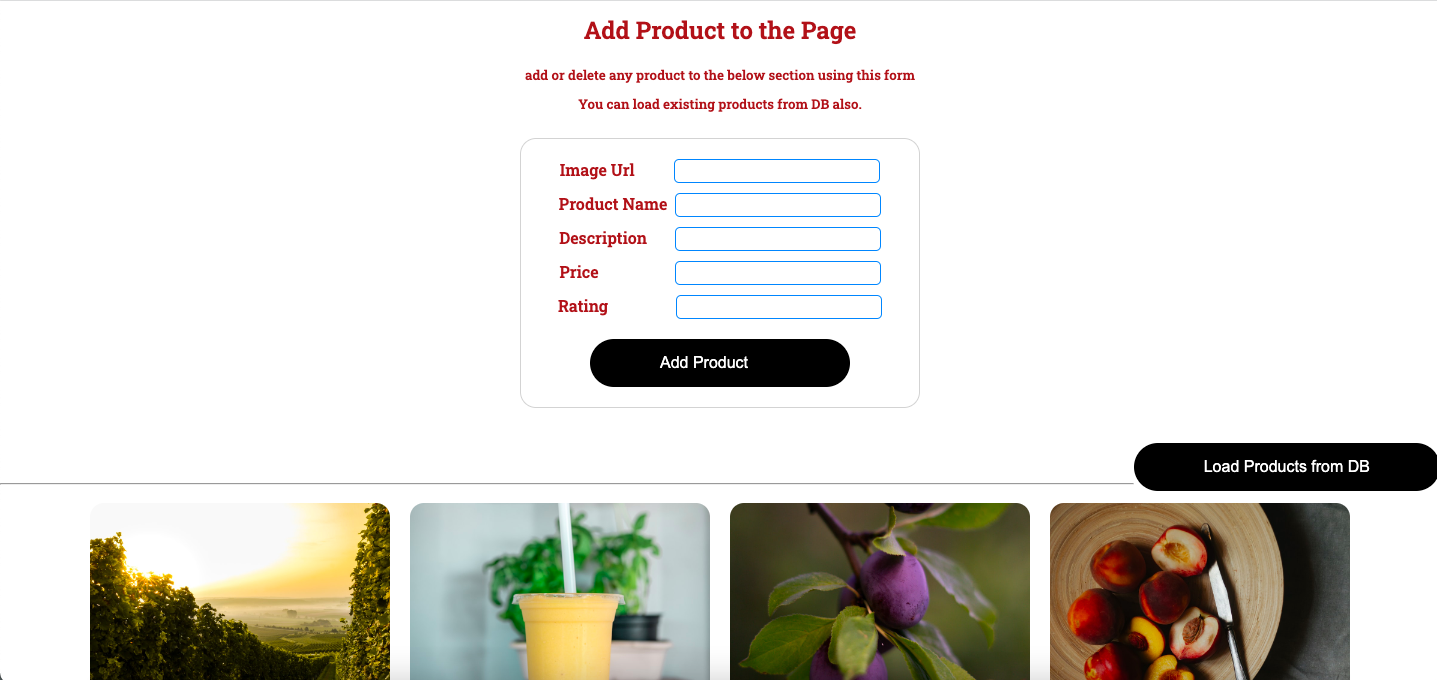 Add Product to the Page
add or delete any product to the below section using this form
You can load existing products from DB also.
Image Url
Product Name
Description
Price
Rating
Add Product
Load Products from DB